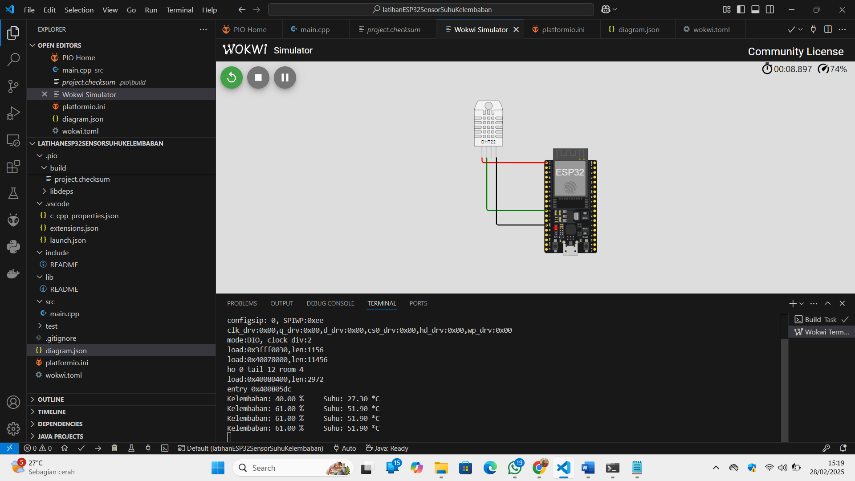 File Edit Selection View Go Run Terminal Help
latihanESP32SensorSuhuKelembaban
EXPLORER
OPEN EDITORS
PIO Home
main.cpp src
project.checksum .pio\build
Wokwi Simulator
platformio.ini
diagram.json
wokwi.toml
LATIHANESP32SENSORSUHUKELEMBABAN
.pio
build
project.checksum
libdeps
.vscode
c_cpp_properties.json
extensions.json
launch.json
include
README
lib
README
src
main.cpp
test
.gitignore
diagram.json
platformio.ini
wokwi.toml
OUTLINE
TIMELINE
DEPENDENCIES
JAVA PROJECTS
PIO Home main.cpp project.checksum Wokwi Simulator platformio.ini diagram.json wokwi.toml
WOKWI Simulator
Community License
00:08.897 74%
DHT22
ESP32
PROBLEMS OUTPUT DEBUG CONSOLE TERMINAL PORTS
configsip: 0, SPIWP:0xee
clk_drv:0x00,q_drv:0x00,d_drv:0x00,cs0_drv:0x00,hd_drv:0x00,wp_drv:0x00
mode:DIO, clock div:2
load:0x3fff0030,len:1156
load:0x40078000,len:11456
ho 0 tail 12 room 4
load:0x40080400,len:2972
entry 0x400805dc
Kelembaban: 40.00 % Suhu: 27.30 *C
Kelembaban: 61.00 % Suhu: 51.90 *C
Kelembaban: 61.00 % Suhu: 51.90 *C
Kelembaban: 61.00 % Suhu: 51.90 *C
Build Task
Wokwi Term...
0 0 Default (latihanESP32SensorSuhuKelembaban) Auto Java: Ready
27°C
Sebagian cerah
Search
15:19
28/02/2025